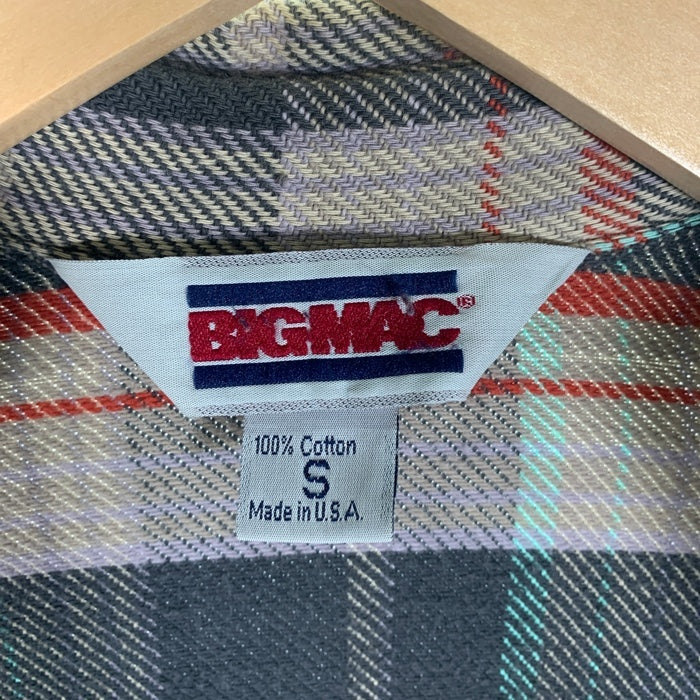 BIGMAC®
100% Cotton
S
Made in U.S.A.